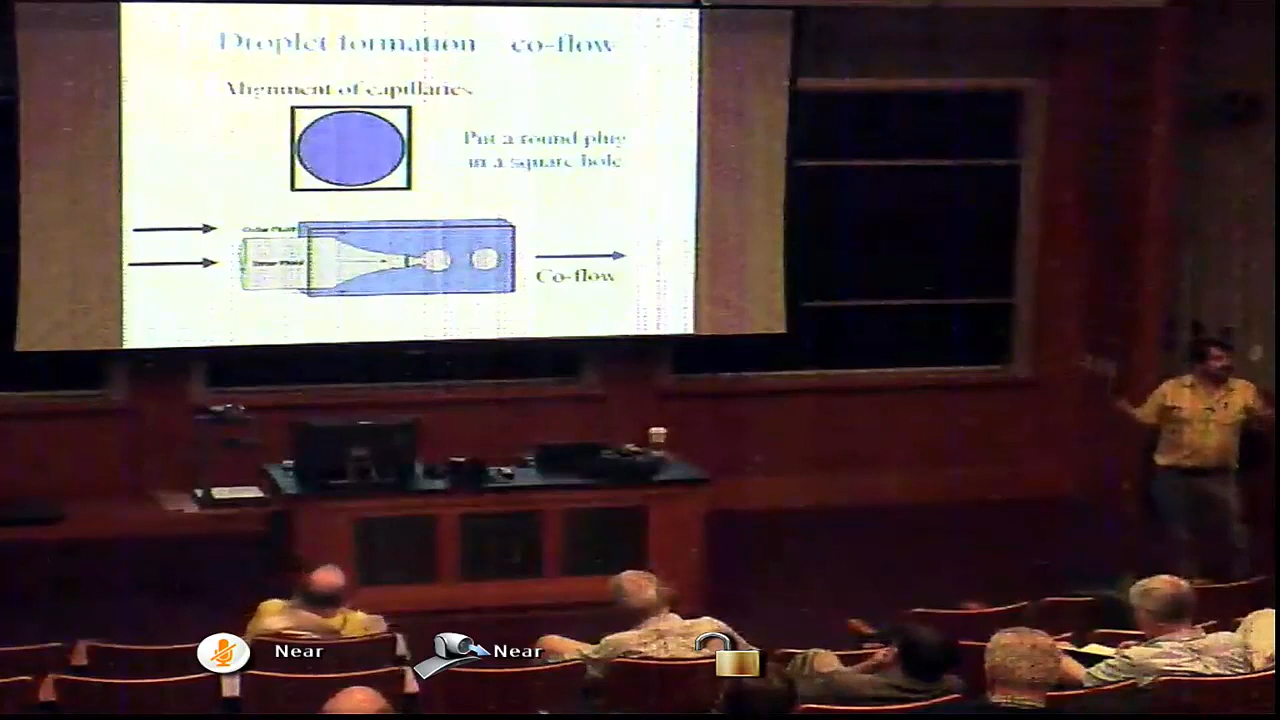 Droplet formation co-flow
Alignment of capillaries
Put a round plug
in a square hole
Outer Fluid
Inner Fluid
Co-flow
Near
Near